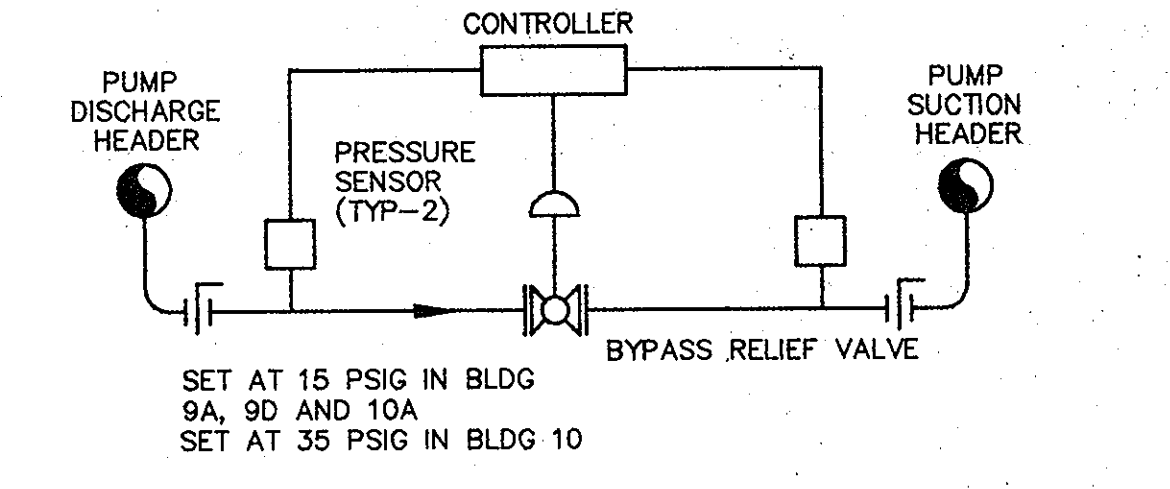 CONTROLLER
PUMP
DISCHARGE
HEADER
PUMP
SUCTION
HEADER
PRESSURE
SENSOR
(TYP-2)
BYPASS RELIEF VALVE
SET AT 15 PSIG IN BLDG
9A, 9D AND 10A
SET AT 35 PSIG IN BLDG 10